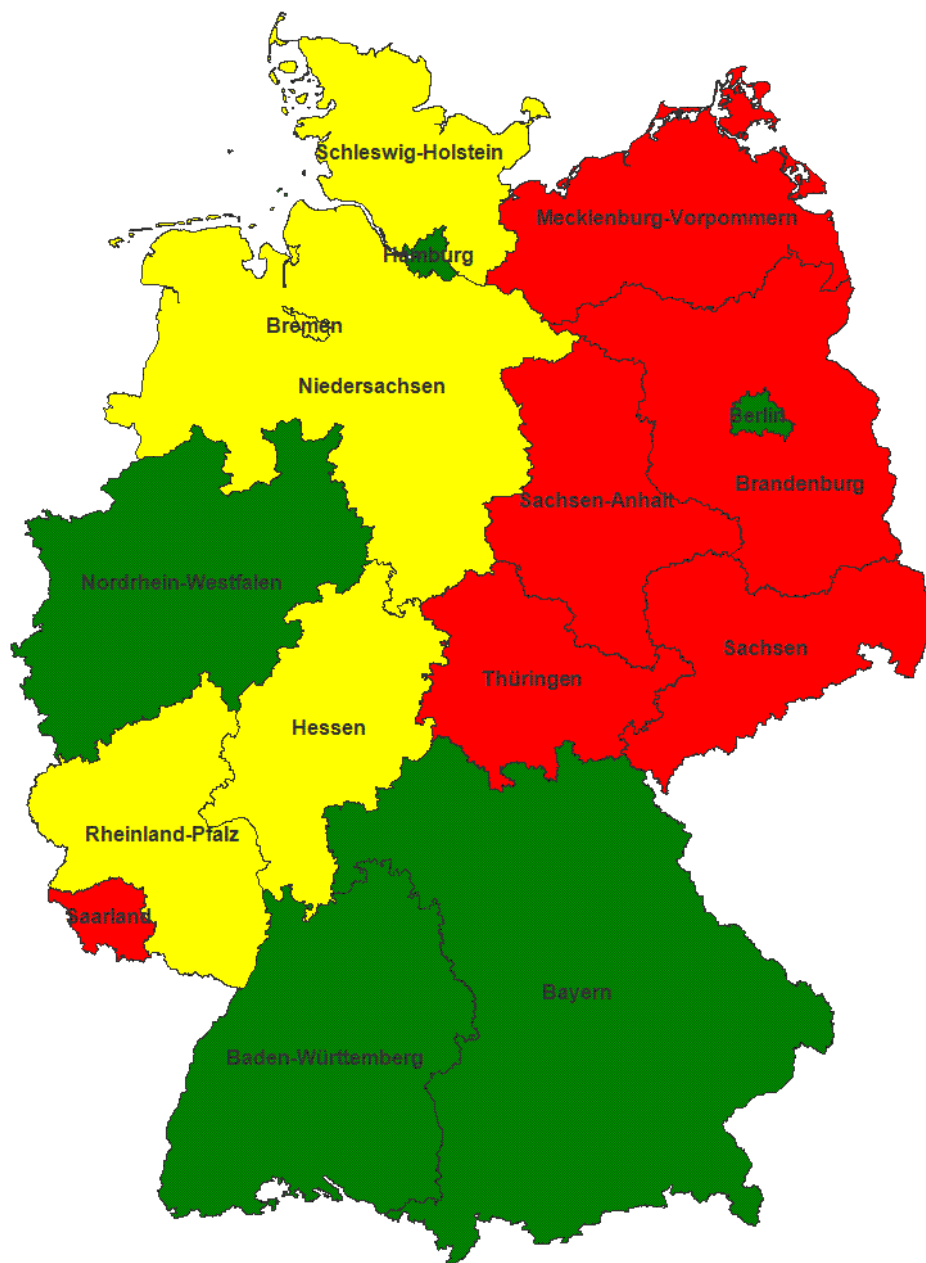 Schleswig-Holstein
Mecklenburg-Vorpommern
Hamburg
Bremen
Niedersachsen
Berlin
Brandenburg
Sachsen-Anhalt
Nordrhein-Westfalen
Sachsen
Thüringen
Hessen
Rheinland-Pfalz
Saarland
Bayern
Baden-Württemberg